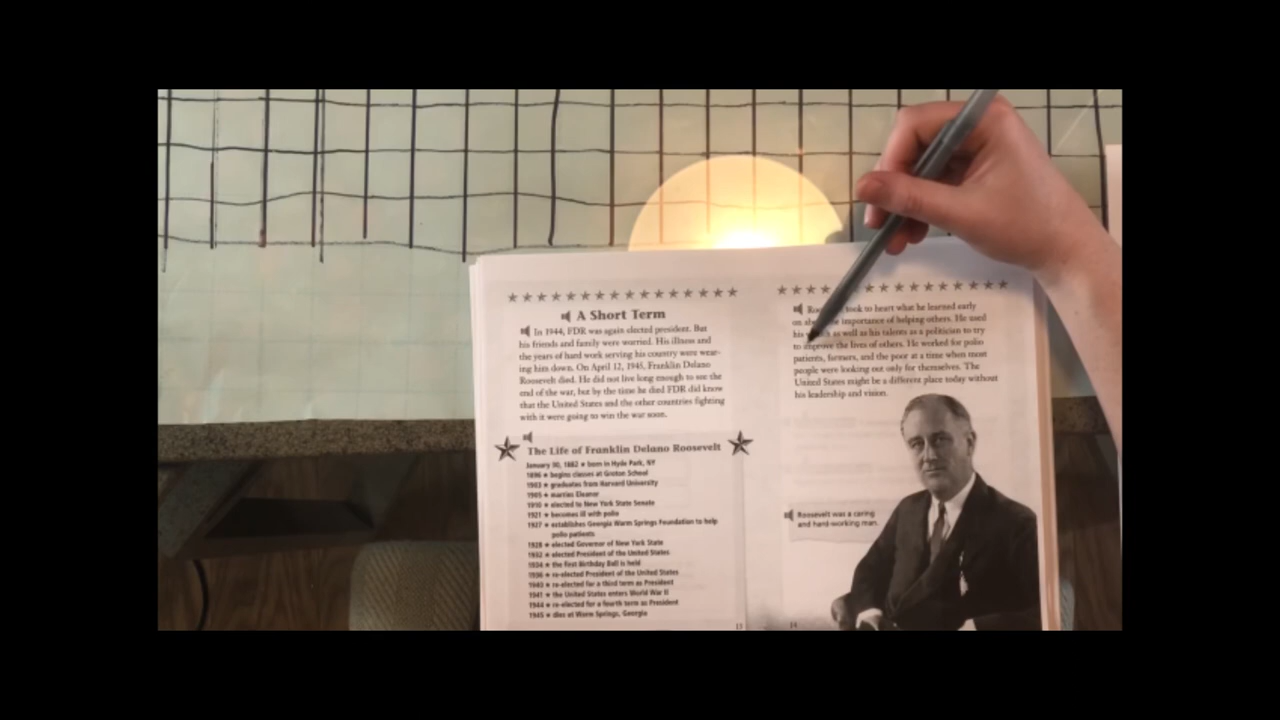 A Short Term
In 1944, FDR was again elected president. But
his friends and family were worried. His illness and
the years of hard work serving his country were wear-
ing him down. On April 12, 1945, Franklin Delano
Roosevelt died. He did not live long enough to see the
end of the war, but by the time he died FDR did know
that the United States and the other countries fighting
with it were going to win the war soon.
The Life of Franklin Delano Roosevelt
January 30, 1882 ★ born in Hyde Park, NY
1896 ★ begins classes at Groton School
1903 ★ graduates from Harvard University
1905 ★ marries Eleanor
1910 ★ elected to New York State Senate
1921 ★ becomes ill with polio
1927 ★ establishes Georgia Warm Springs Foundation to help
polio patients
1928 ★ elected Governor of New York State
1932 ★ elected President of the United States
1934 ★ the first Birthday Ball is held
1936 ★ re-elected President of the United States
1940 ★ re-elected for a third term as President
1941 ★ the United States enters World War II
1944 ★ re-elected for a fourth term as President
1945 ★ dies at Warm Springs, Georgia
13
took to heart what he learned early
on importance of helping others. He used
his as well as his talents as a politician to try
to improve the lives of others. He worked for polio
patients, farmers, and the poor at a time when most
people were looking out only for themselves. The
United States might be a different place today without
his leadership and vision.
Roosevelt was a caring
and hard-working man.
14